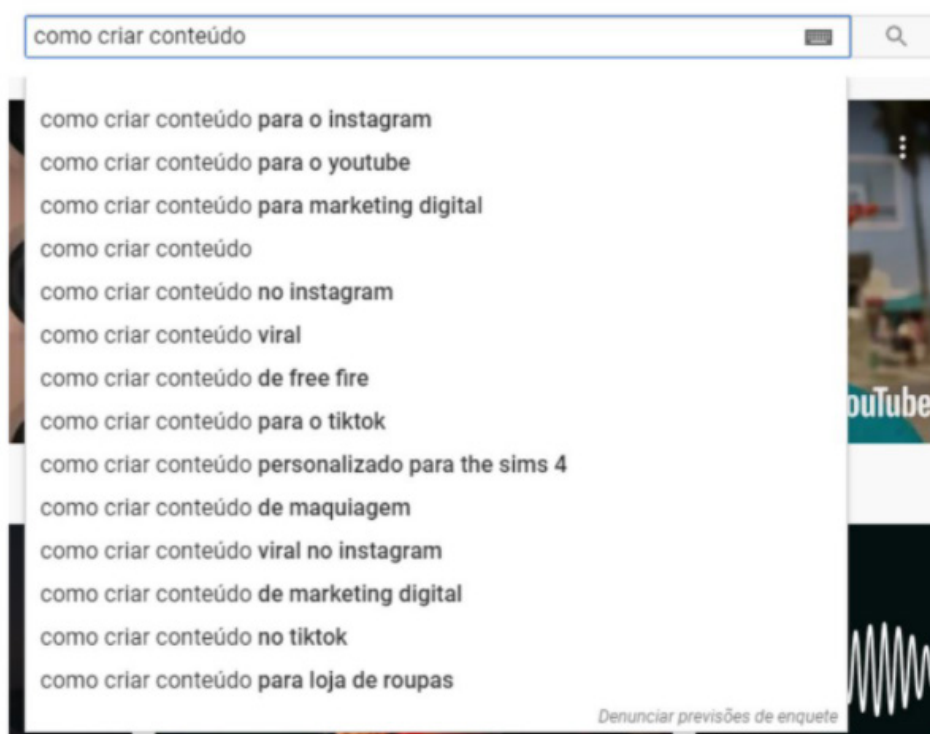 como criar conteúdo
como criar conteúdo para o instagram
como criar conteúdo para o youtube
como criar conteúdo para marketing digital
como criar conteúdo
como criar conteúdo no instagram
como criar conteúdo viral
como criar conteúdo de free fire
como criar conteúdo para o tiktok
ouTube
como criar conteúdo personalizado para the sims 4
como criar conteúdo de maquiagem
como criar conteúdo viral no instagram
como criar conteúdo de marketing digital
como criar conteúdo no tiktok
como criar conteúdo para loja de roupas
Denunciar previsões de enquete